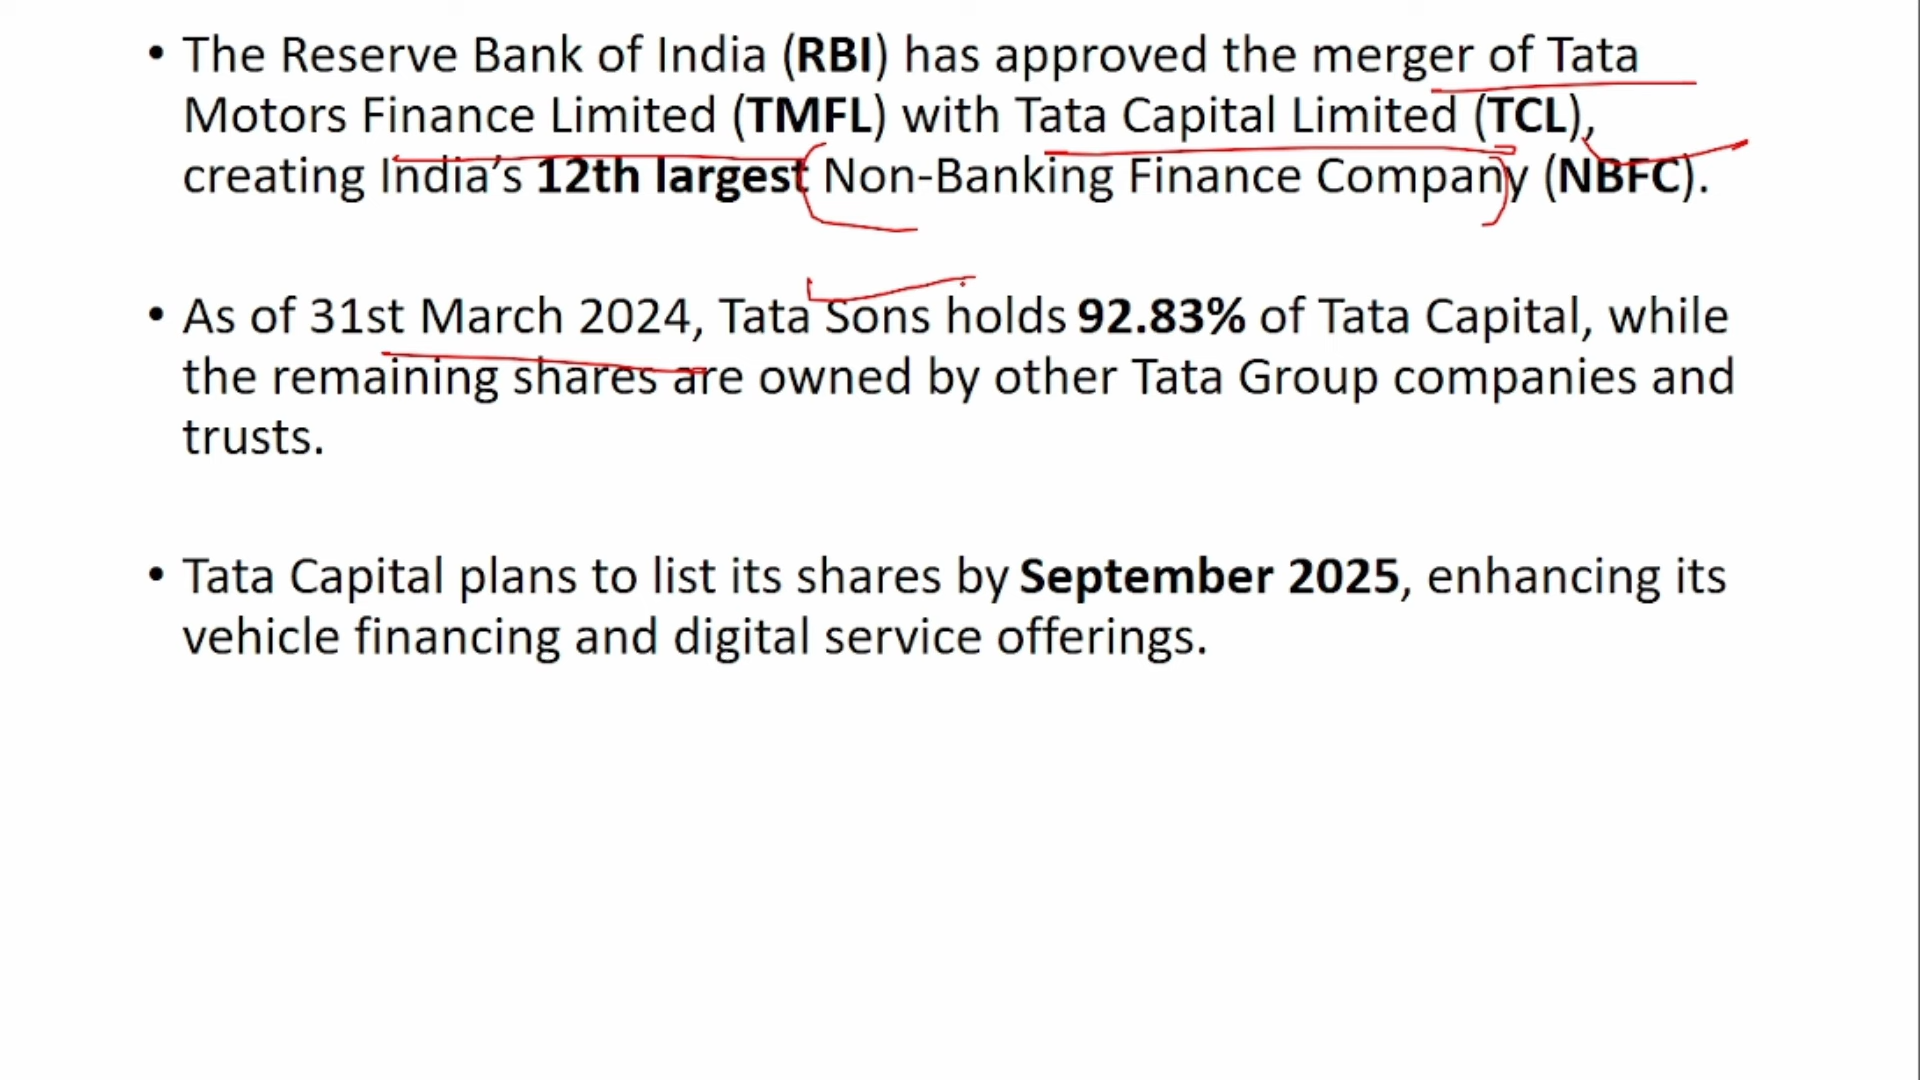 • The Reserve Bank of India (RBI) has approved the merger of Tata
Motors Finance Limited (TMFL) with Tata Capital Limited (TCL),
creating India’s 12th largest Non-Banking Finance Company (NBFC).
• As of 31st March 2024, Tata Sons holds 92.83% of Tata Capital, while
the remaining shares are owned by other Tata Group companies and
trusts.
• Tata Capital plans to list its shares by September 2025, enhancing its
vehicle financing and digital service offerings.